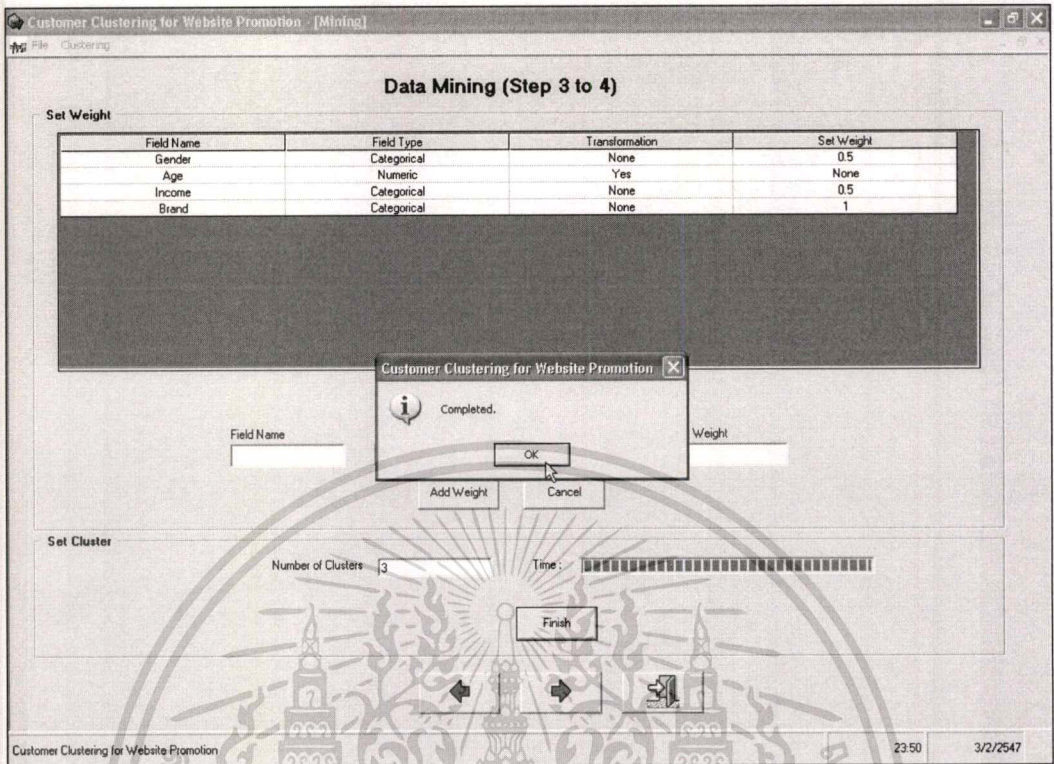 Customer Clustering for Website Promotion - [Mining]
File Clustering
Data Mining (Step 3 to 4)
Set Weight
Field Name Field Type Transformation Set Weight
Gender Categorical None 0.5
Age Numeric Yes None
Income Categorical None 0.5
Brand Categorical None 1
Customer Clustering for Website Promotion
Completed.
OK
Field Name
Weight
Add Weight Cancel
Set Cluster
Number of Clusters 3 Time :
Finish
Customer Clustering for Website Promotion 23:50 3/2/2547